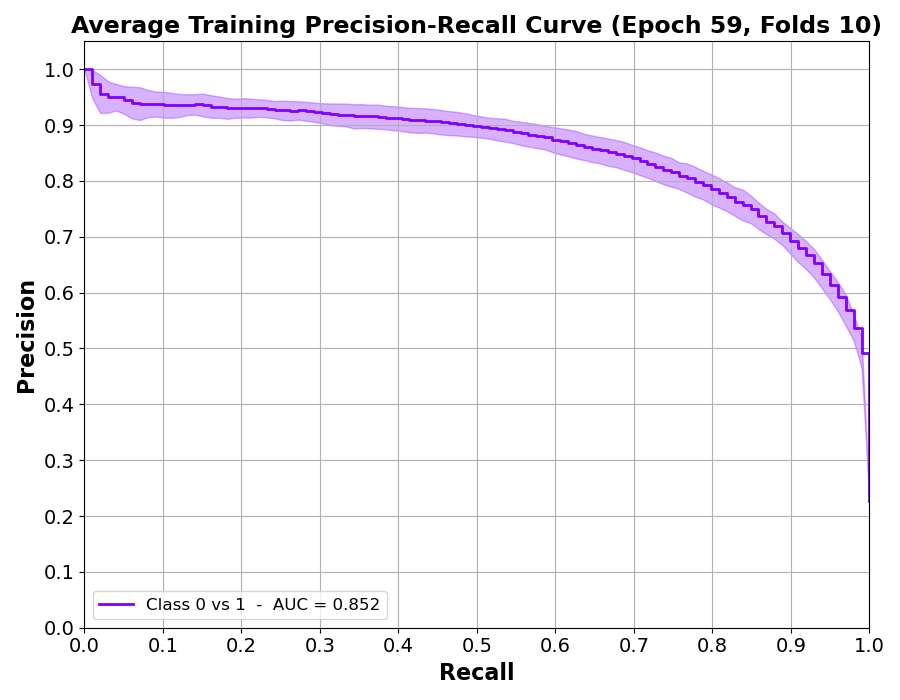 Average Training Precision-Recall Curve (Epoch 59, Folds 10)
1.0
0.9
0.8
0.7
0.6
0.5
0.4
0.3
0.2
0.1
0.0
Precision
Class 0 vs 1 - AUC = 0.852
0.0 0.1 0.2 0.3 0.4 0.5 0.6 0.7 0.8 0.9 1.0
Recall